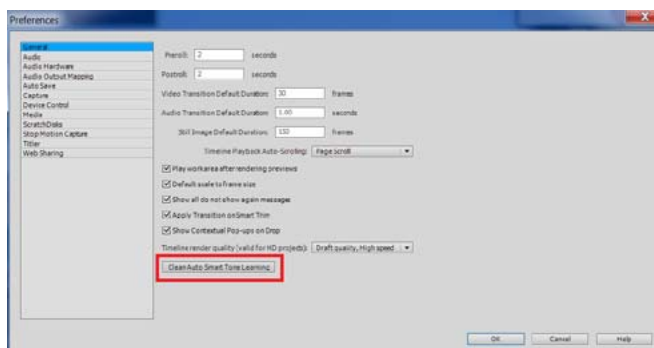 Preferences
General
Audio
Audio Hardware
Audio Output Mapping
Auto Save
Capture
Device Control
Media
ScratchDisks
Stop Motion Capture
Titler
Web Sharing
Preroll: 2 seconds
Postroll: 2 seconds
Video Transition Default Duration: 30 frames
Audio Transition Default Duration: 1.00 seconds
Still Image Default Duration: 150 frames
Timeline Playback Auto-Scrolling: Page Scroll
Play workarea after rendering previews
Default scale to frame size
Show all do not show again messages
Apply Transition on Smart Trim
Show Contextual Pop-ups on Drop
Timeline render quality (valid for HD projects): Draft quality, High speed
Clean Auto Smart Tone Learning
OK Cancel Help